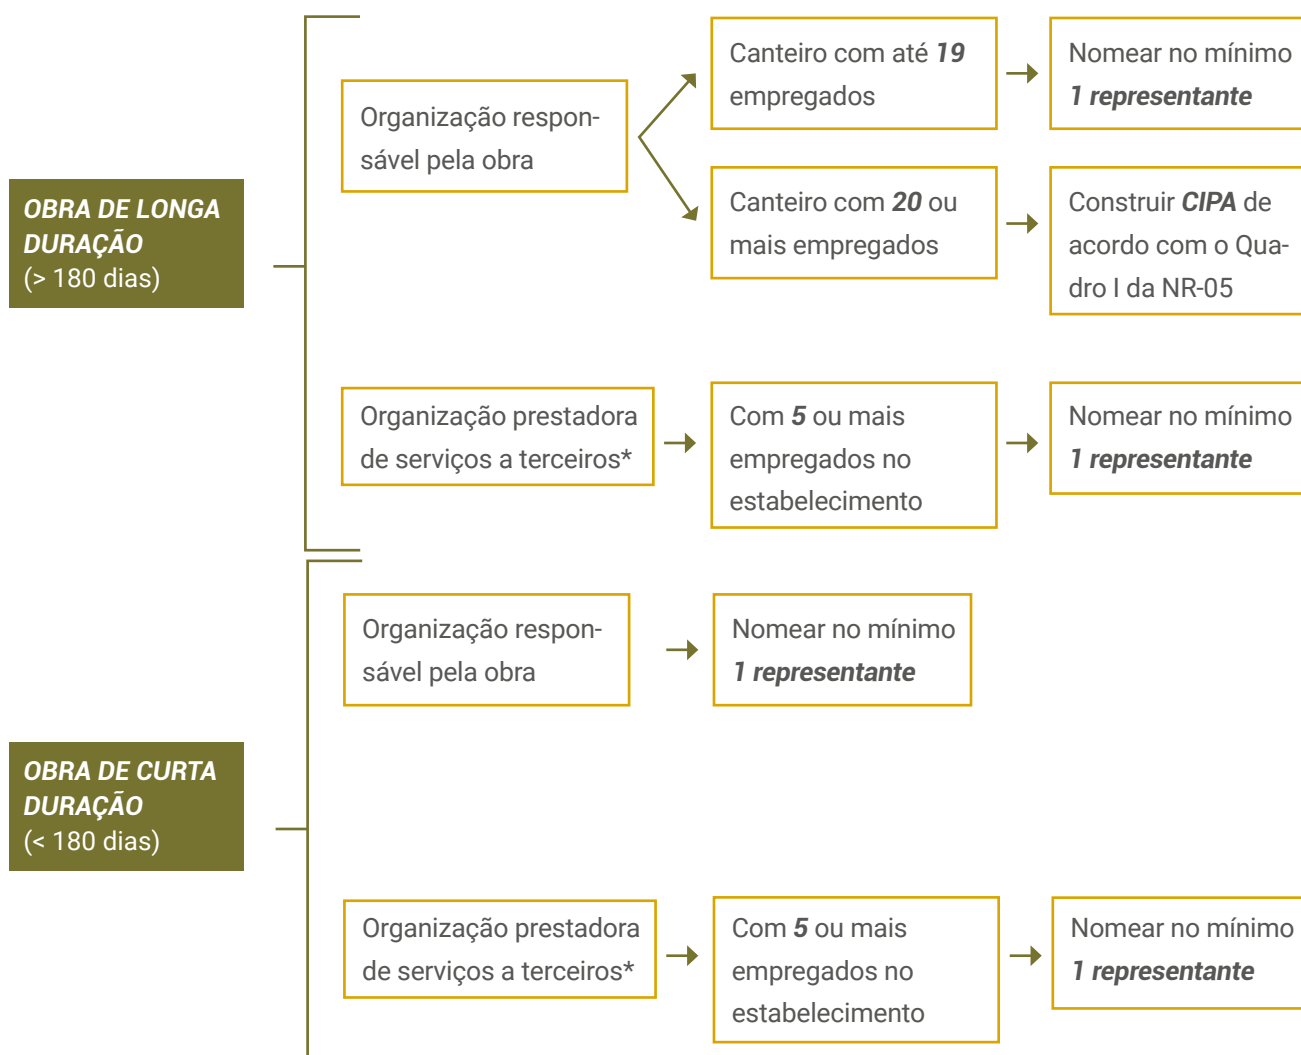 OBRA DE LONGA
DURAÇÃO
(> 180 dias)
Organização respon-
sável pela obra
Canteiro com até 19
empregados
Nomear no mínimo
1 representante
Canteiro com 20 ou
mais empregados
Construir CIPA de
acordo com o Qua-
dro I da NR-05
Organização prestadora
de serviços a terceiros*
Com 5 ou mais
empregados no
estabelecimento
Nomear no mínimo
1 representante
OBRA DE CURTA
DURAÇÃO
(< 180 dias)
Organização respon-
sável pela obra
Nomear no mínimo
1 representante
Organização prestadora
de serviços a terceiros*
Com 5 ou mais
empregados no
estabelecimento
Nomear no mínimo
1 representante